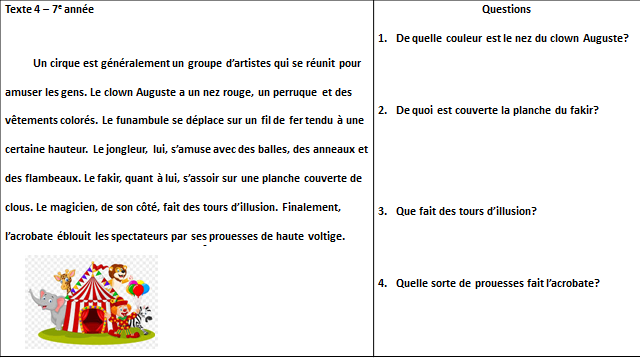 Texte 4 – 7e année
Un cirque est généralement un groupe d'artistes qui se réunit pour
amuser les gens. Le clown Auguste a un nez rouge, un perruque et des
vêtements colorés. Le funambule se déplace sur un fil de fer tendu à une
certaine hauteur. Le jongleur, lui, s'amuse avec des balles, des anneaux et
des flambeaux. Le fakir, quant à lui, s'assoir sur une planche couverte de
clous. Le magicien, de son côté, fait des tours d'illusion. Finalement,
l'acrobate éblouit les spectateurs par ses prouesses de haute voltige.
Questions
1. De quelle couleur est le nez du clown Auguste?
2. De quoi est couverte la planche du fakir?
3. Que fait des tours d'illusion?
4. Quelle sorte de prouesses fait l'acrobate?